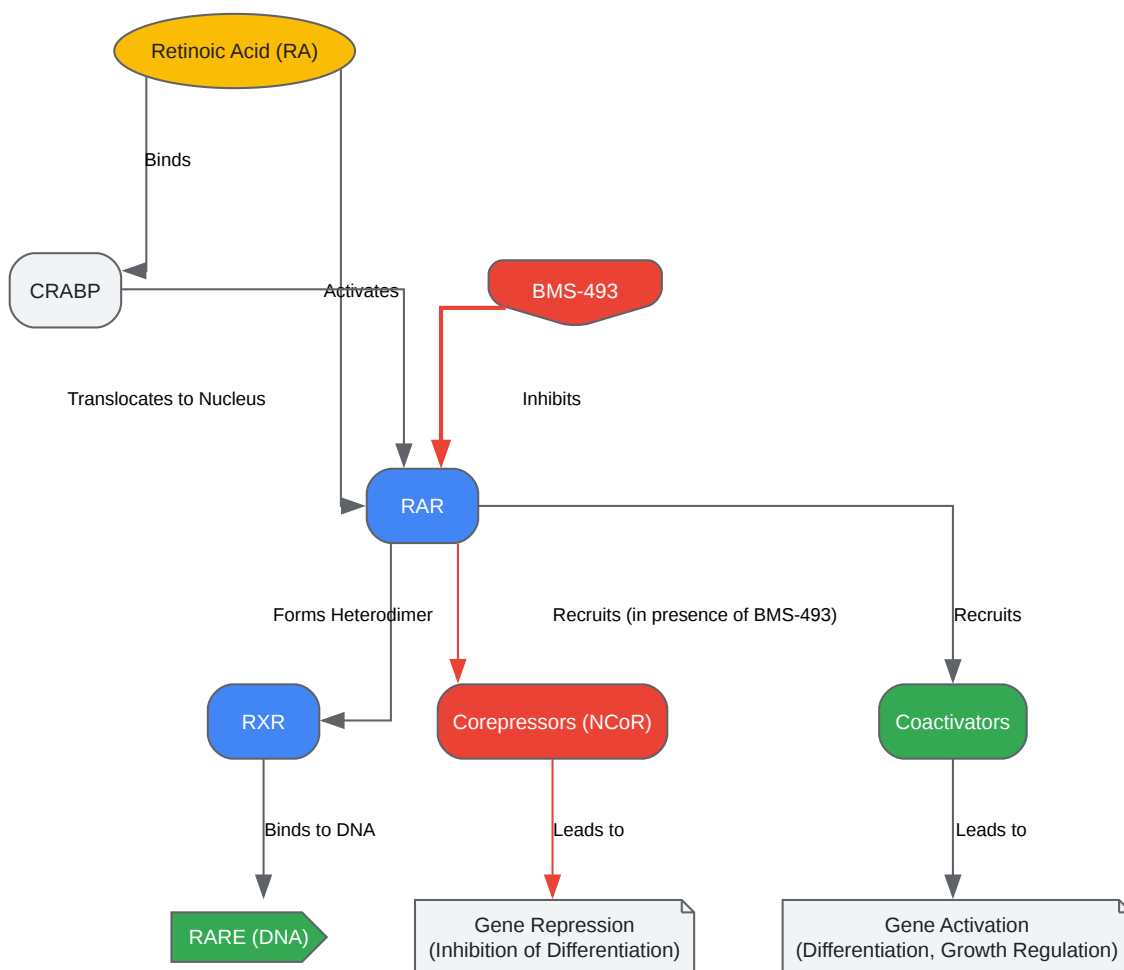 Retinoic Acid (RA)
Binds
CRABP
Activates
BMS-493
Translocates to Nucleus
Inhibits
RAR
Forms Heterodimer
Recruits (in presence of BMS-493)
Recruits
RXR
Corepressors (NCoR)
Coactivators
Binds to DNA
Leads to
Leads to
RARE (DNA)
Gene Repression
(Inhibition of Differentiation)
Gene Activation
(Differentiation, Growth Regulation)